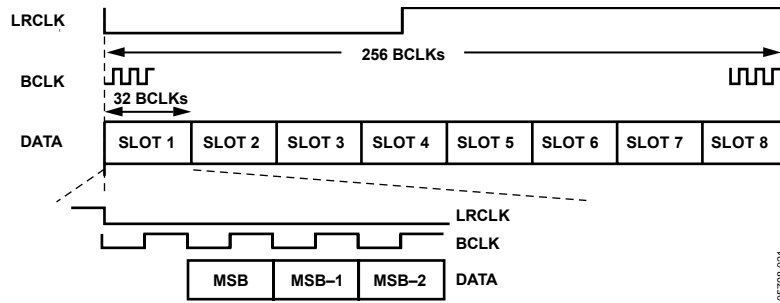 LRCLK
256 BCLKs
BCLK
32 BCLKs
DATA
SLOT 1 SLOT 2 SLOT 3 SLOT 4 SLOT 5 SLOT 6 SLOT 7 SLOT 8
LRCLK
BCLK
MSB MSB–1 MSB–2 DATA